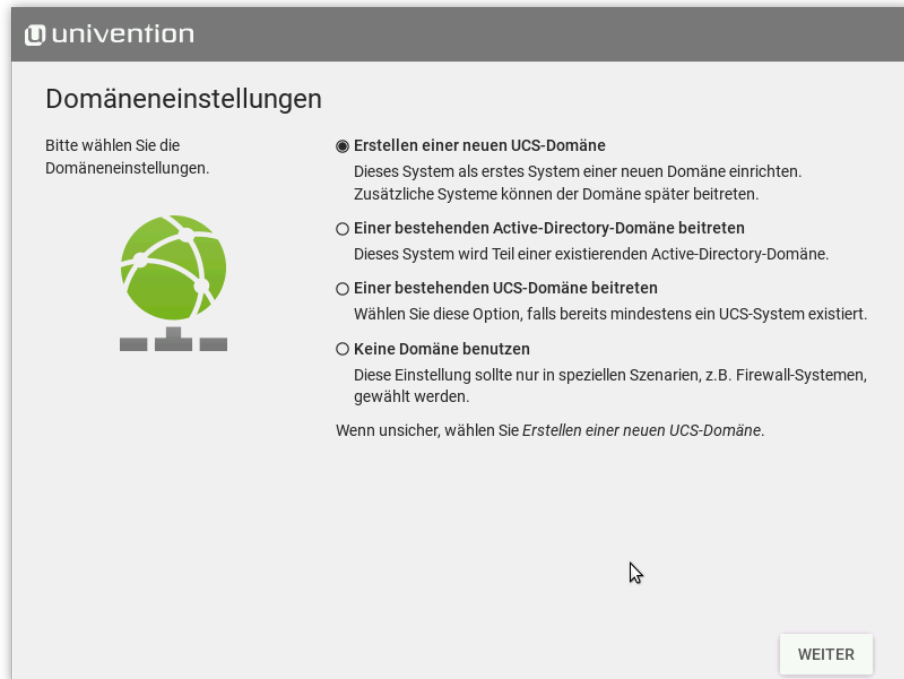 univention
Domäneneinstellungen
Bitte wählen Sie die
Domäneneinstellungen.
Erstellen einer neuen UCS-Domäne
Dieses System als erstes System einer neuen Domäne einrichten.
Zusätzliche Systeme können der Domäne später beitreten.
Einer bestehenden Active-Directory-Domäne beitreten
Dieses System wird Teil einer existierenden Active-Directory-Domäne.
Einer bestehenden UCS-Domäne beitreten
Wählen Sie diese Option, falls bereits mindestens ein UCS-System existiert.
Keine Domäne benutzen
Diese Einstellung sollte nur in speziellen Szenarien, z.B. Firewall-Systemen,
gewählt werden.
Wenn unsicher, wählen Sie Erstellen einer neuen UCS-Domäne.
WEITER